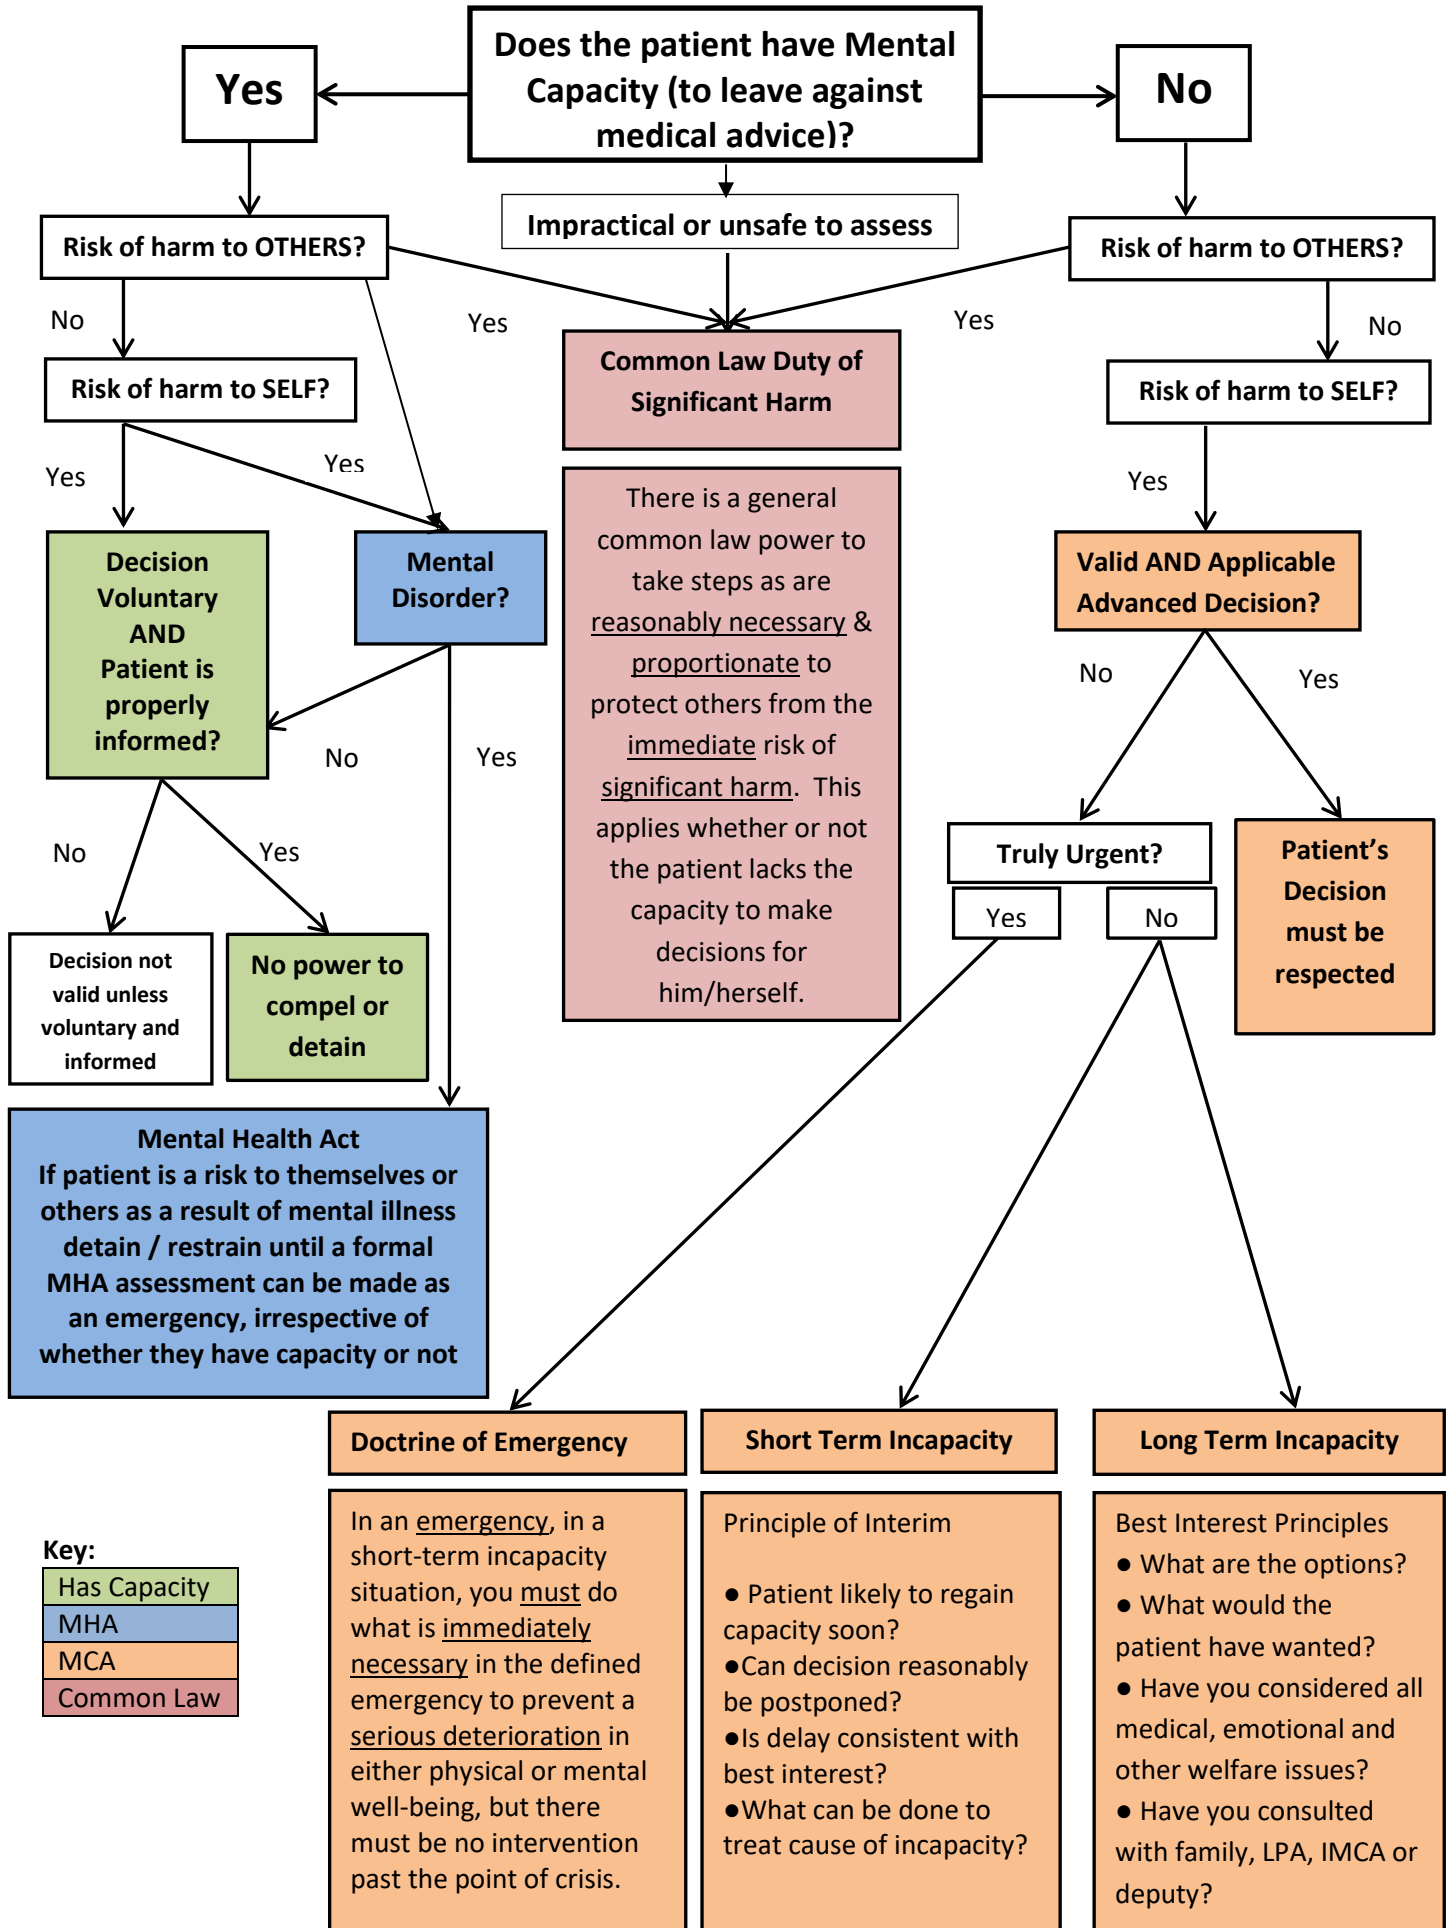 Does the patient have Mental
Capacity (to leave against
medical advice)?
Yes
No
Impractical or unsafe to assess
Risk of harm to OTHERS?
Risk of harm to OTHERS?
No
Yes
Yes
No
Risk of harm to SELF?
Risk of harm to SELF?
Yes
Yes
Yes
Common Law Duty of
Significant Harm
There is a general
common law power to
take steps as are
reasonably necessary &
proportionate to
protect others from the
immediate risk of
significant harm.  This
applies whether or not
the patient lacks the
capacity to make
decisions for
him/herself.
Decision
Voluntary
AND
Patient is
properly
informed?
Mental
Disorder?
Valid AND Applicable
Advanced Decision?
No
Yes
No
Yes
No
Yes
Decision not
valid unless
voluntary and
informed
No power to
compel or
detain
Truly Urgent?
Yes
No
Patient’s
Decision
must be
respected
Mental Health Act
If patient is a risk to themselves or
others as a result of mental illness
detain / restrain until a formal
MHA assessment can be made as
an emergency, irrespective of
whether they have capacity or not
Doctrine of Emergency
In an emergency, in a
short-term incapacity
situation, you must do
what is immediately
necessary in the defined
emergency to prevent a
serious deterioration in
either physical or mental
well-being, but there
must be no intervention
past the point of crisis.
Short Term Incapacity
Principle of Interim
● Patient likely to regain
capacity soon?
●Can decision reasonably
be postponed?
●Is delay consistent with
best interest?
●What can be done to
treat cause of incapacity?
Long Term Incapacity
Best Interest Principles
● What are the options?
● What would the
patient have wanted?
● Have you considered all
medical, emotional and
other welfare issues?
● Have you consulted
with family, LPA, IMCA or
deputy?
Key:
Has Capacity
MHA
MCA
Common Law